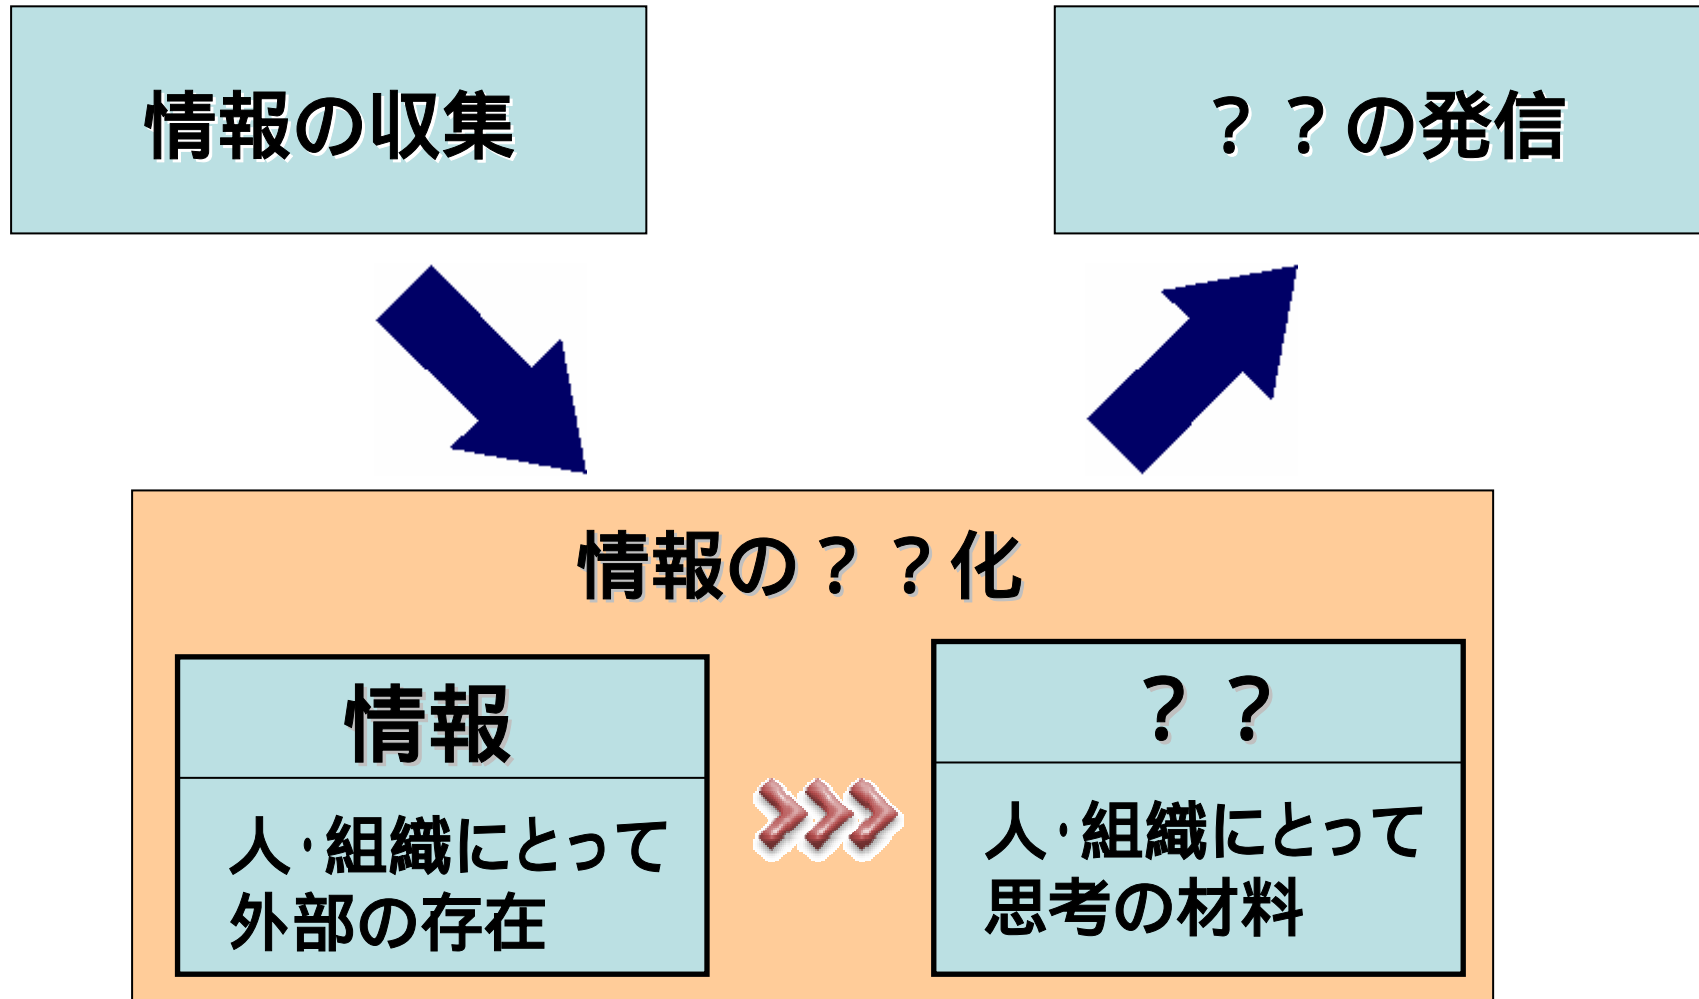 情報の収集
？？の発信
情報の？？化
情報
人・組織にとって
外部の存在
？？
人・組織にとって
思考の材料